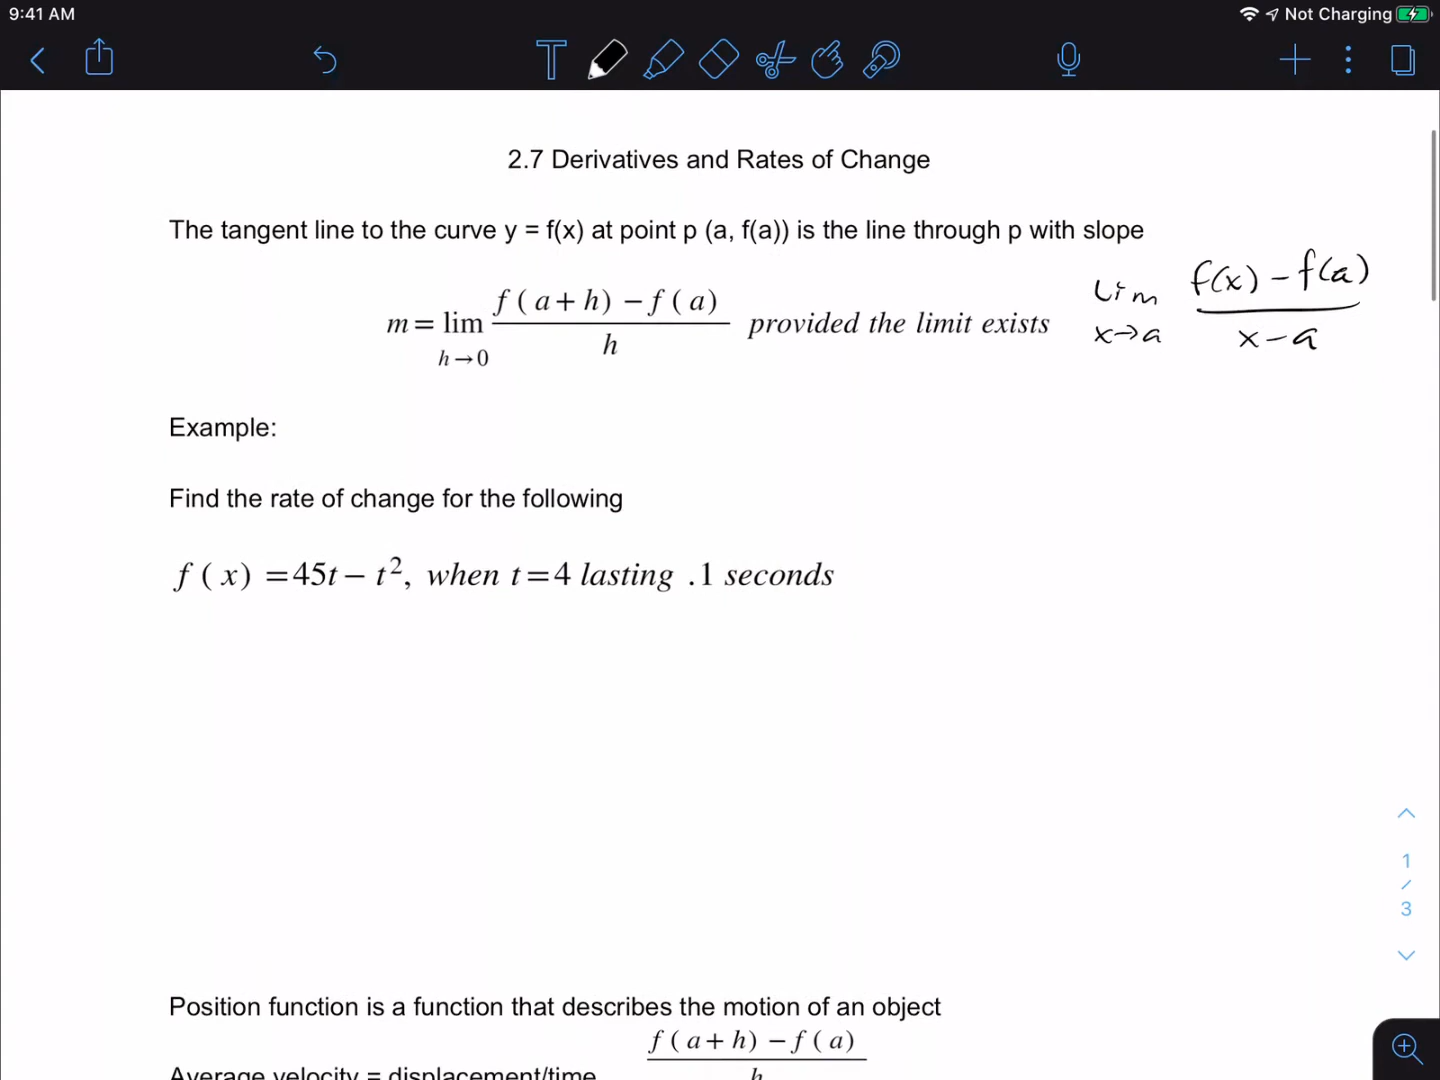 9:41 AM
Not Charging
2.7 Derivatives and Rates of Change
The tangent line to the curve y = f(x) at point p (a, f(a)) is the line through p with slope
m = lim h→0 f(a+h) − f(a) / h provided the limit exists
Lim x→a f(x) − f(a) / x − a
Example:
Find the rate of change for the following
f(x) = 45t − t², when t = 4 lasting .1 seconds
1
/
3
Position function is a function that describes the motion of an object
Average velocity = displacement/time f(a+h) − f(a) / h